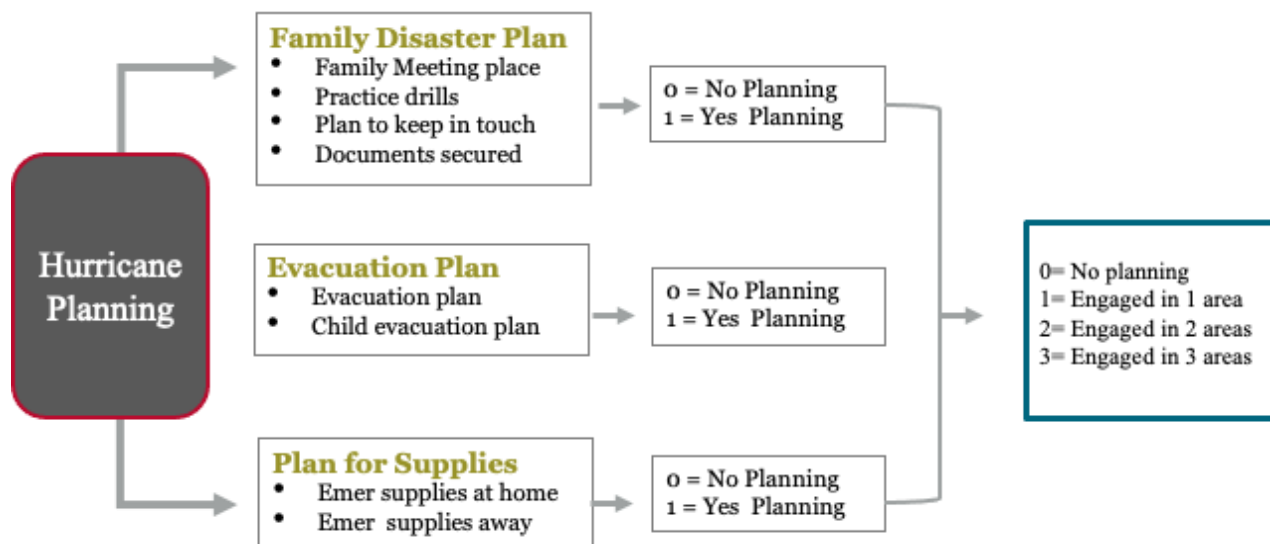 Hurricane
Planning
Family Disaster Plan
• Family Meeting place
• Practice drills
• Plan to keep in touch
• Documents secured
0 = No Planning
1 = Yes Planning
Evacuation Plan
• Evacuation plan
• Child evacuation plan
0 = No Planning
1 = Yes Planning
Plan for Supplies
• Emer supplies at home
• Emer supplies away
0 = No Planning
1 = Yes Planning
0= No planning
1= Engaged in 1 area
2= Engaged in 2 areas
3= Engaged in 3 areas